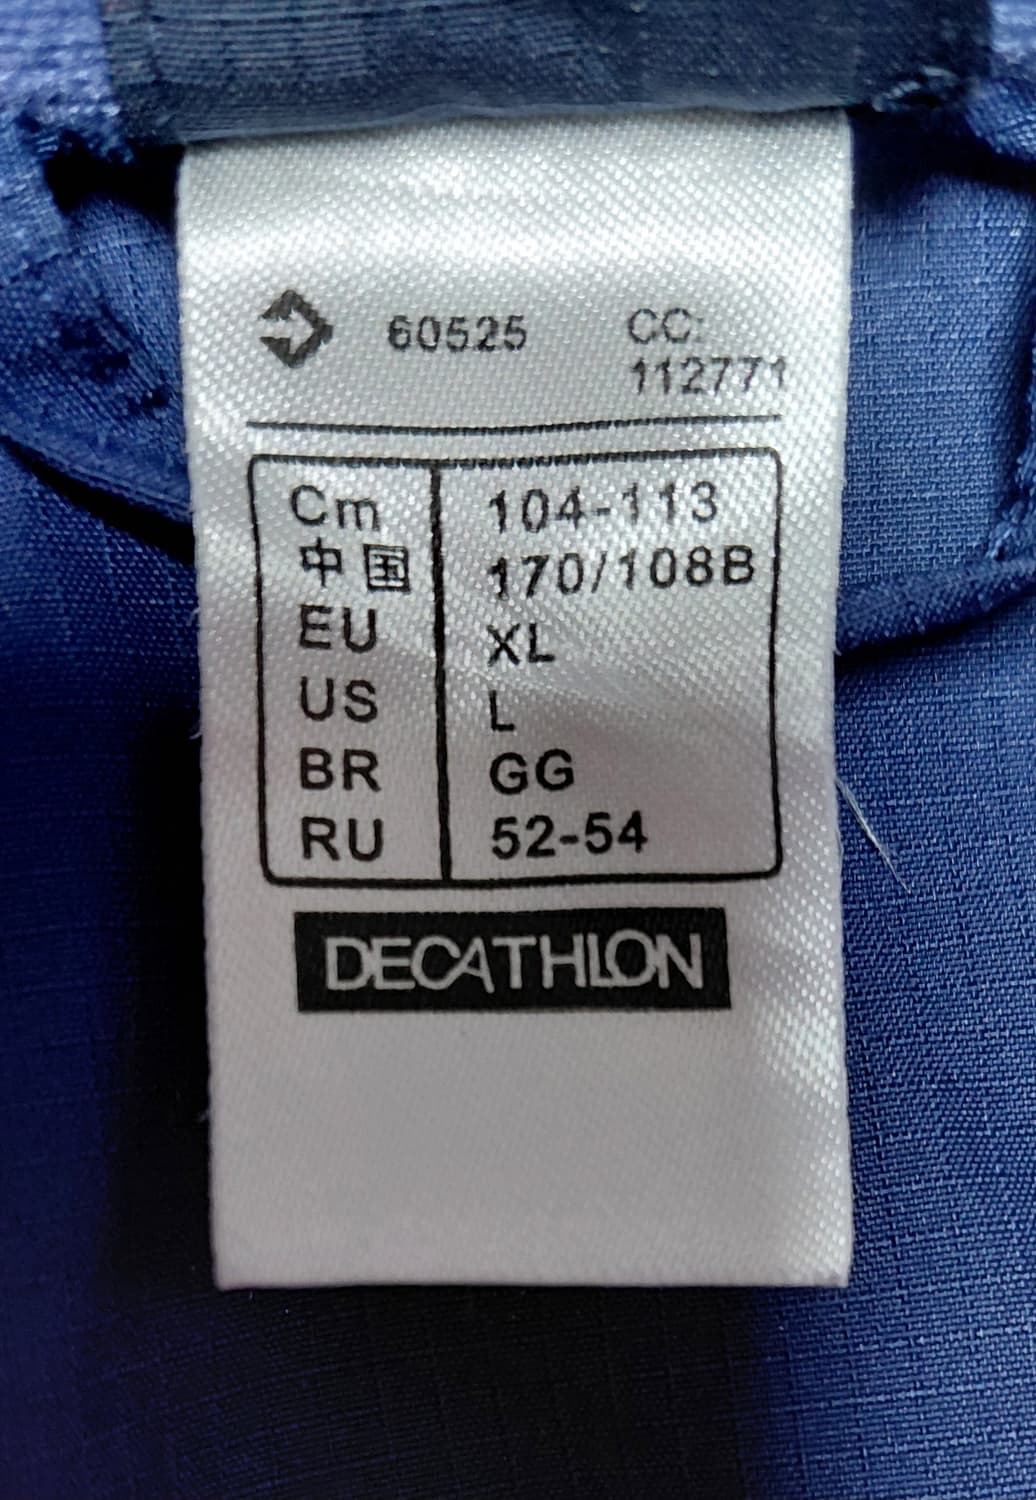 60525 CC:
112771
Cm 104-113
中国 170/108B
EU XL
US L
BR GG
RU 52-54
DECATHLON